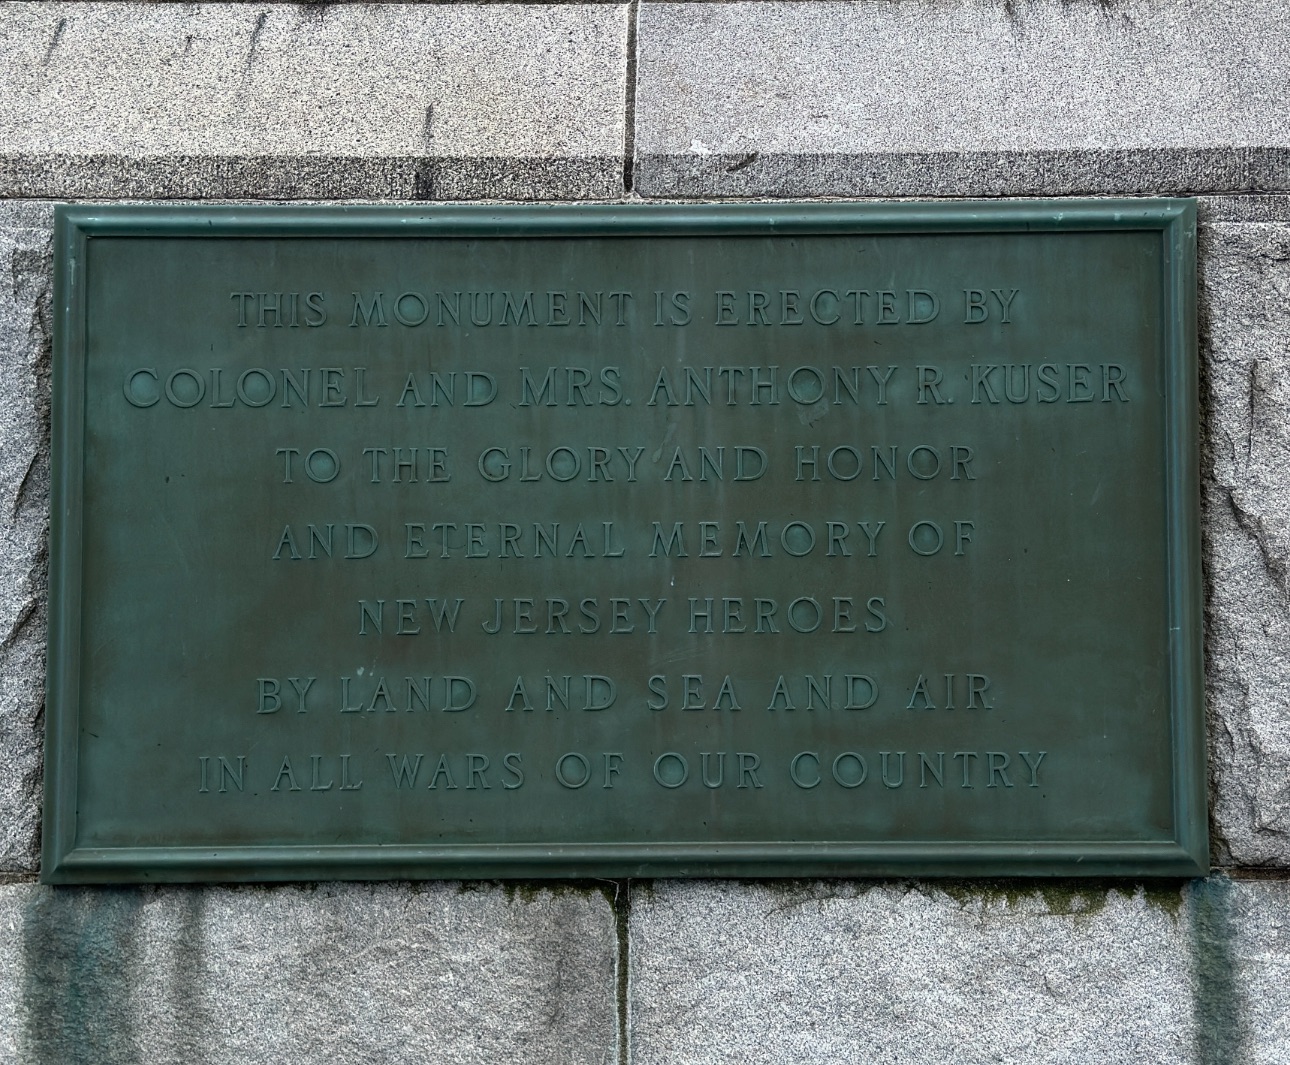 THIS MONUMENT IS ERECTED BY
COLONEL AND MRS. ANTHONY R. KUSER
TO THE GLORY AND HONOR
AND ETERNAL MEMORY OF
NEW JERSEY HEROES
BY LAND AND SEA AND AIR
IN ALL WARS OF OUR COUNTRY